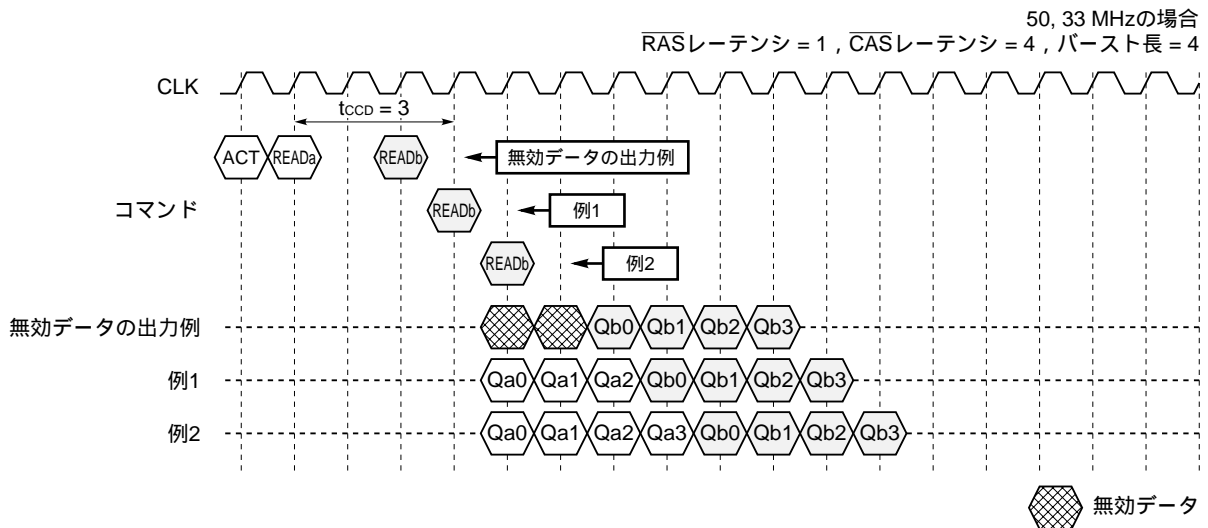 50, 33 MHzの場合
RASレーテンシ = 1 , CASレーテンシ = 4 , バースト長 = 4
CLK
tCCD = 3
ACT READa READb 無効データの出力例
コマンド READb 例1
READb 例2
無効データの出力例 Qb0 Qb1 Qb2 Qb3
例1 Qa0 Qa1 Qa2 Qb0 Qb1 Qb2 Qb3
例2 Qa0 Qa1 Qa2 Qa3 Qb0 Qb1 Qb2 Qb3
無効データ